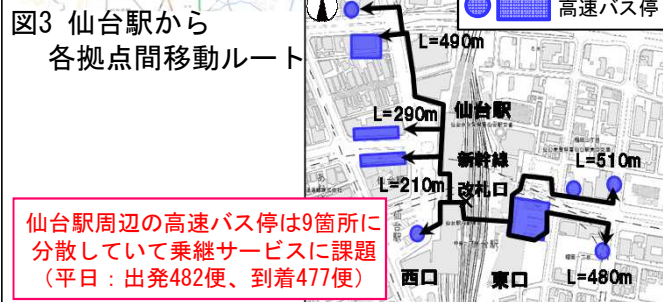 図3 仙台駅から
各拠点間移動ルート
高速バス停
L=490m
L=290m
仙台駅
新幹線
改札口
L=210m
L=510m
西口
東口
L=480m
仙台駅周辺の高速バス停は9箇所に
分散していて乗継サービスに課題
(平日：出発482便、到着477便)